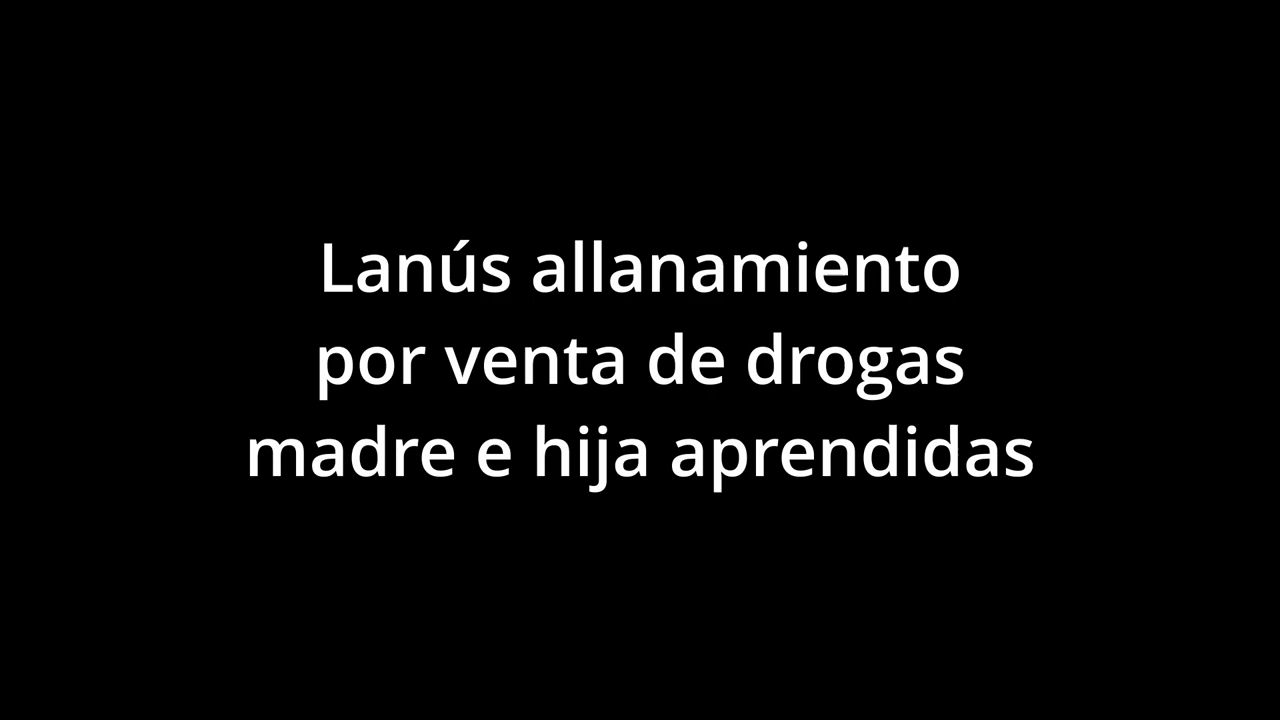 Lanús allanamiento
por venta de drogas
madre e hija aprendidas